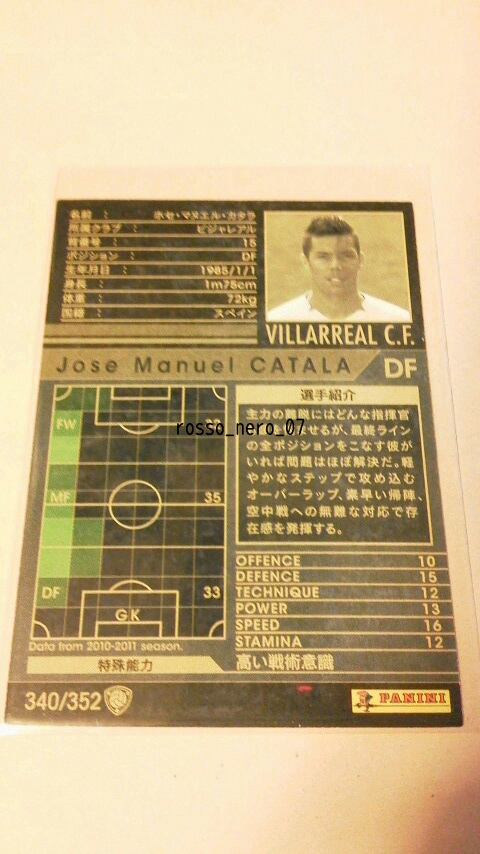 名前 : ホセ・マヌエル・カタラ
所属クラブ : ビジャレアル
背番号 : 15
ポジション : DF
生年月日 : 1985/1/1
身長 : 1m75cm
体重 : 72kg
国籍 : スペイン
VILLARREAL C.F.
Jose Manuel CATALA DF
選手紹介
主力の離脱にはどんな指揮官
せるが、最終ライン
の全ポジションをこなす彼が
いれば問題はほぼ解決だ。軽
やかなステップで攻め込む
オーバーラップ、素早い帰陣、
空中戦への無難な対応で存
在感を発揮する。
rosso_nero_07
FW
MF 35
DF 33
GK
OFFENCE 10
DEFENCE 15
TECHNIQUE 12
POWER 13
SPEED 16
STAMINA 12
Data from 2010-2011 season.
特殊能力 高い戦術意識
340/352 PANINI